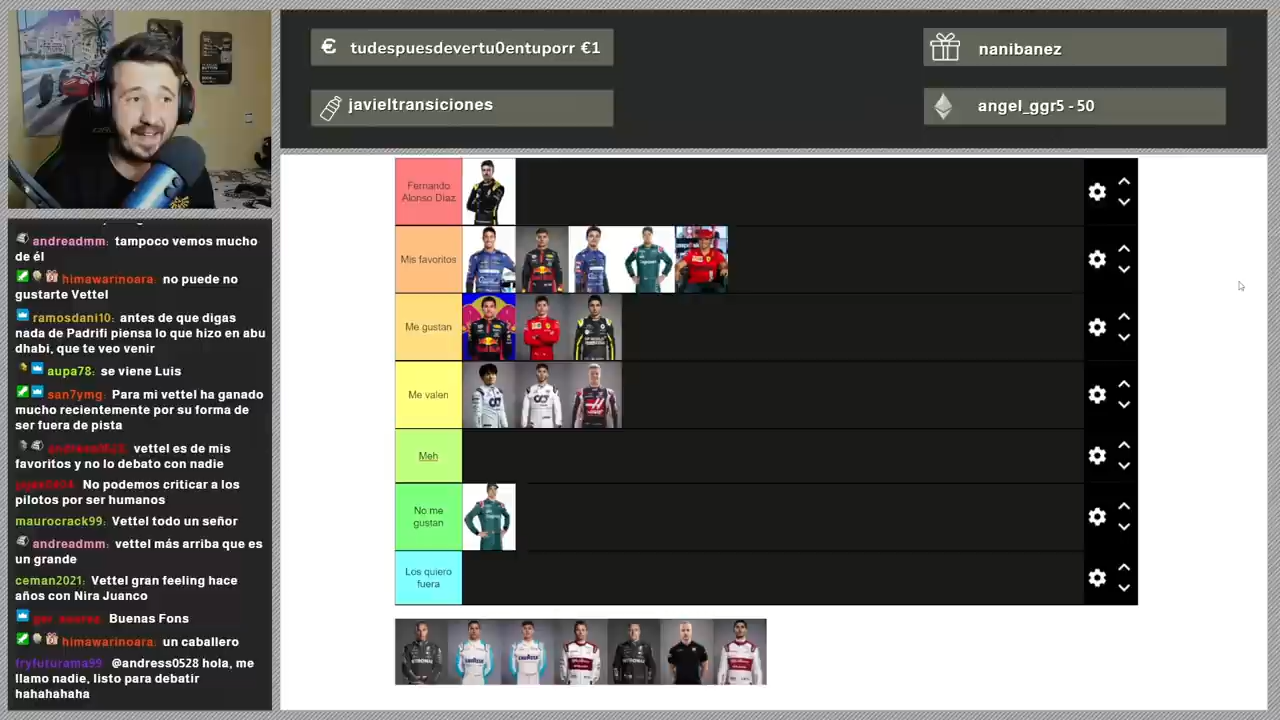 € tudespuesdevertu0entuporr €1
javieltransiciones
nanibanez
angel_ggr5 - 50
andreadmm: tampoco vemos mucho
de él
himawarinoara: no puede no
gustarte Vettel
ramosdani10: antes de que digas
nada de Padrifi piensa lo que hizo en abu
dhabi, que te veo venir
aupa78: se viene Luis
san7ymg: Para mi vettel ha ganado
mucho recientemente por su forma de
ser fuera de pista
vettel es de mis
favoritos y no lo debato con nadie
No podemos criticar a los
pilotos por ser humanos
maurocrack99: Vettel todo un señor
andreadmm: vettel más arriba que es
un grande
ceman2021: Vettel gran feeling hace
años con Nira Juanco
Buenas Fons
himawarinoara: un caballero
fryfuturama99 @andress0528 hola, me
llamo nadie, listo para debatir
hahahahaha
Fernando
Alonso Diaz
Mis favoritos
Me gustan
Me valen
Meh
No me
gustan
Los quiero
fuera